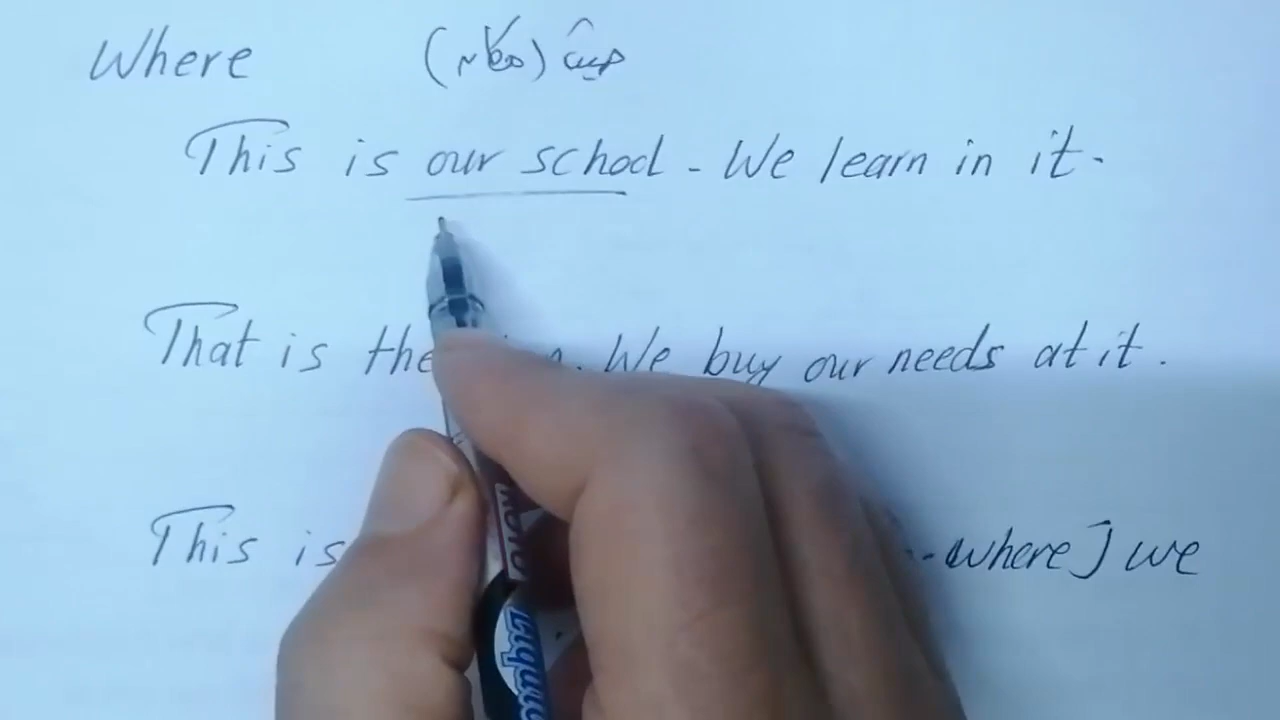 Where حيث (مكان)
This is our school. We learn in it.
That is the . We buy our needs at it.
This is where] we